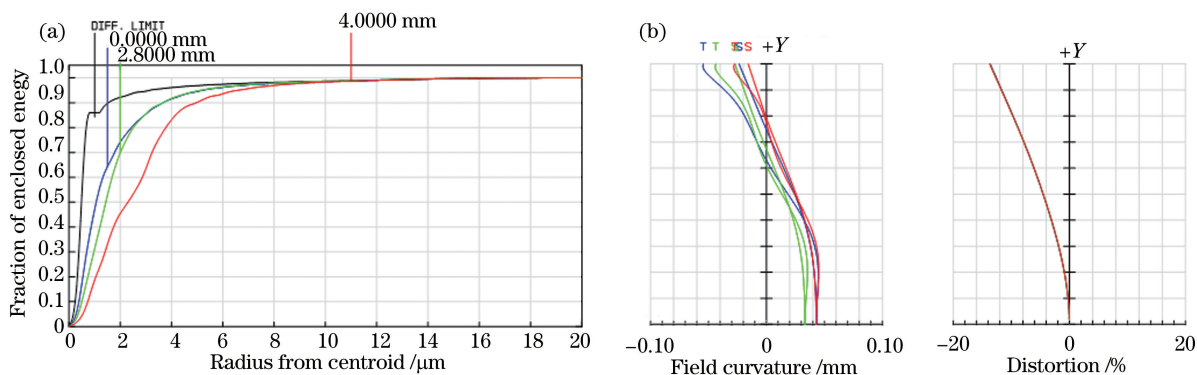 (a)
DIFF. LIMIT
0.0000 mm
2.8000 mm
4.0000 mm
1.0
0.9
0.8
0.7
0.6
0.5
0.4
0.3
0.2
0.1
0
Fraction of enclosed enegy
0 2 4 6 8 10 12 14 16 18 20
Radius from centroid /μm
(b)
T T S S +Y
−0.10 0 0.10
Field curvature /mm
+Y
−20 0 20
Distortion /%